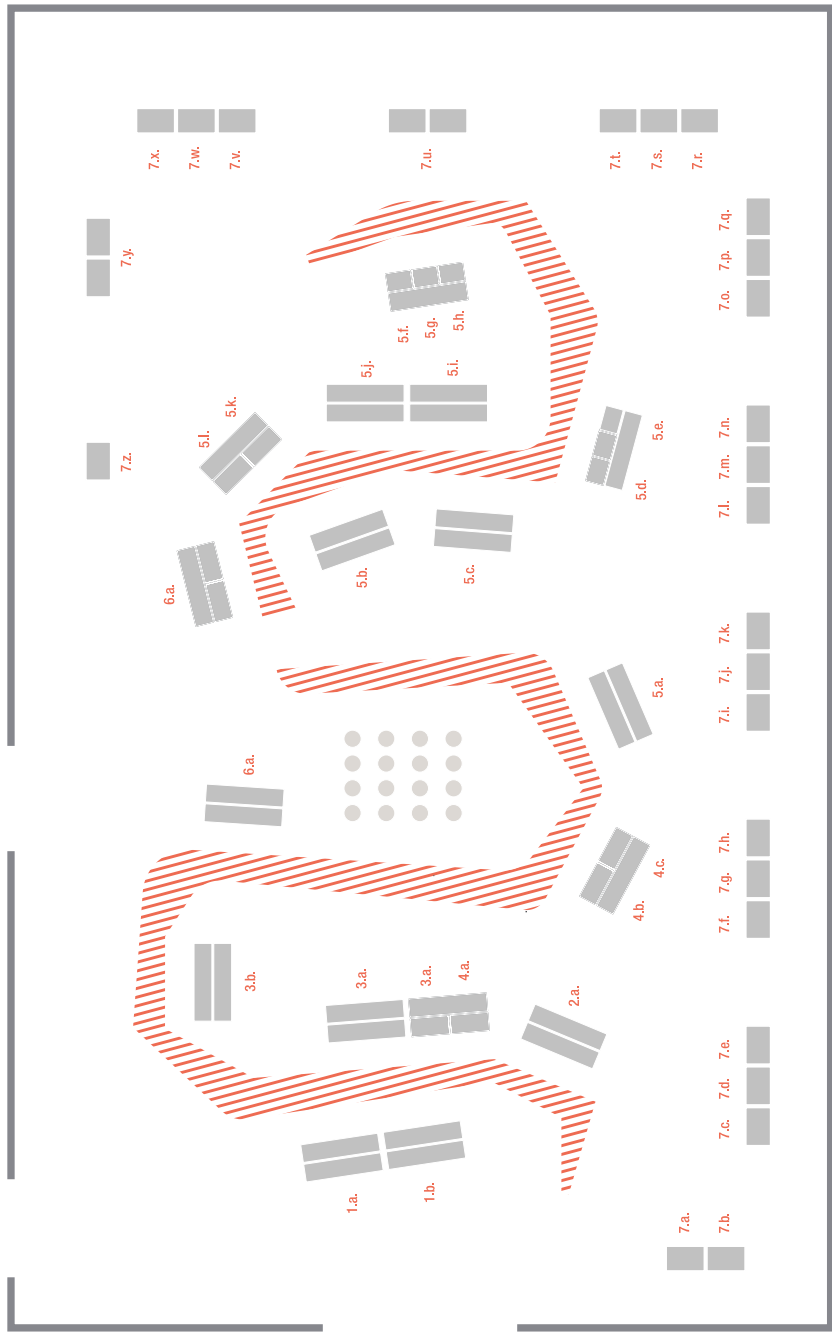 7.x.
7.w.
7.v.
7.u.
7.t.
7.s.
7.r.
7.y.
7.q.
7.p.
7.o.
5.f.
5.g.
5.h.
5.j.
5.i.
5.l.
5.k.
7.z.
5.e.
5.d.
7.n.
7.m.
7.l.
5.b.
5.c.
6.a.
7.k.
7.j.
7.i.
5.a.
6.a.
7.h.
7.g.
7.f.
4.c.
4.b.
3.b.
3.a.
3.a.
4.a.
2.a.
7.e.
7.d.
7.c.
1.a.
1.b.
7.a.
7.b.